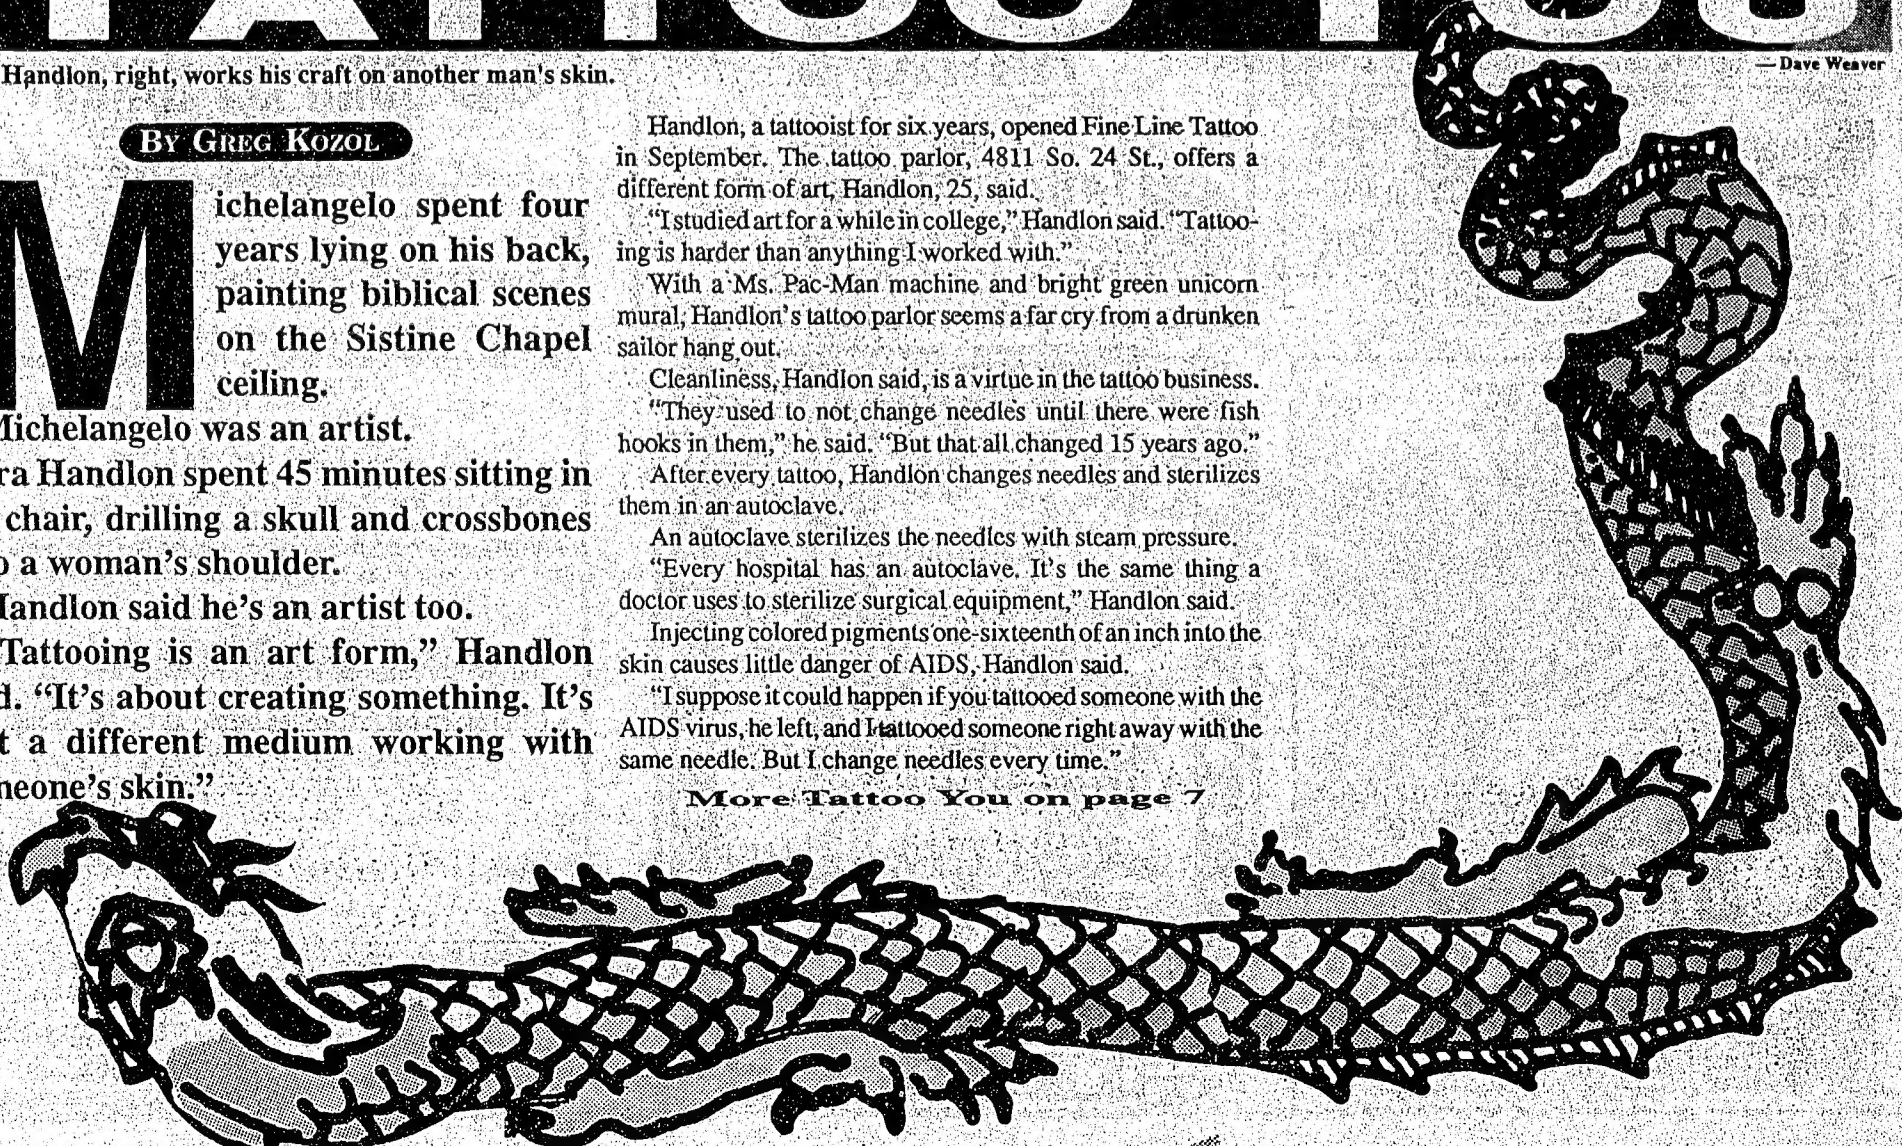 TATTOO YOU
Handlon, right, works his craft on another man's skin.
— Dave Weaver
BY GREG KOZOL
Michelangelo spent four
years lying on his back,
painting biblical scenes
on the Sistine Chapel
ceiling.
Michelangelo was an artist.
ra Handlon spent 45 minutes sitting in
chair, drilling a skull and crossbones
o a woman's shoulder.
Handlon said he's an artist too.
Tattooing is an art form,” Handlon
d. “It's about creating something. It's
t a different medium working with
meone's skin.”
Handlon, a tattooist for six years, opened Fine Line Tattoo
in September. The tattoo parlor, 4811 So. 24 St., offers a
different form of art, Handlon, 25, said.
“I studied art for a while in college,” Handlon said. “Tattoo-
ing is harder than anything I worked with.”
With a Ms. Pac-Man machine and bright green unicorn
mural, Handlon's tattoo parlor seems a far cry from a drunken
sailor hang out.
Cleanliness, Handlon said, is a virtue in the tattoo business.
“They used to not change needles until there were fish
hooks in them,” he said. “But that all changed 15 years ago.”
After every tattoo, Handlon changes needles and sterilizes
them in an autoclave.
An autoclave sterilizes the needles with steam pressure.
“Every hospital has an autoclave. It's the same thing a
doctor uses to sterilize surgical equipment,” Handlon said.
Injecting colored pigments one-sixteenth of an inch into the
skin causes little danger of AIDS, Handlon said.
“I suppose it could happen if you tattooed someone with the
AIDS virus, he left, and I tattooed someone right away with the
same needle. But I change needles every time.”
More Tattoo You on page 7